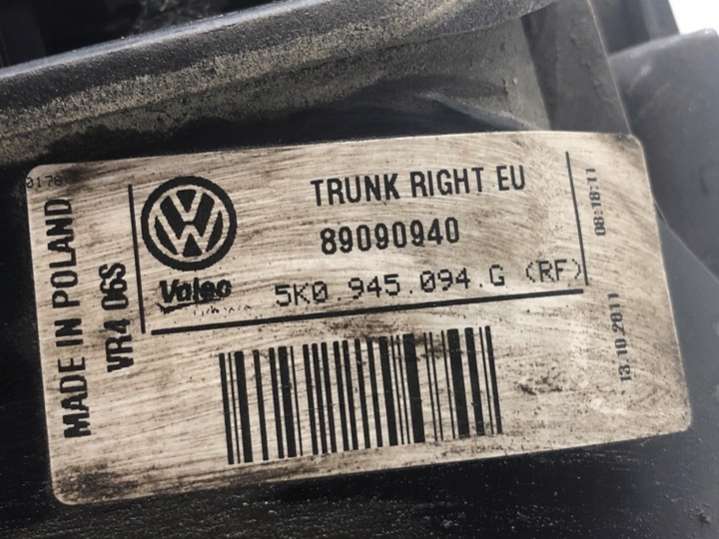 TRUNK RIGHT EU
89090940
Valeo
5K0.945.094.G (RF)
MADE IN POLAND
VR4 06S
08:18:11
13.10.2011